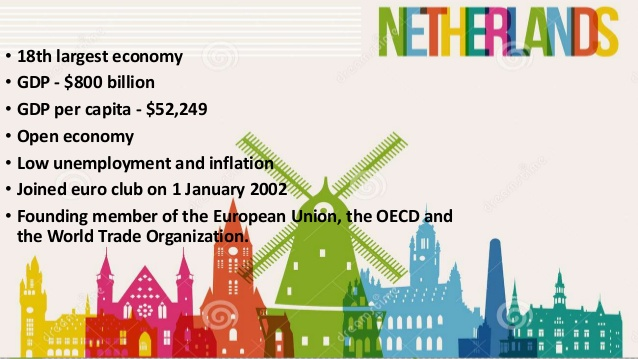 NETHERLANDS
• 18th largest economy
• GDP - $800 billion
• GDP per capita - $52,249
• Open economy
• Low unemployment and inflation
• Joined euro club on 1 January 2002
• Founding member of the European Union, the OECD and
the World Trade Organization.